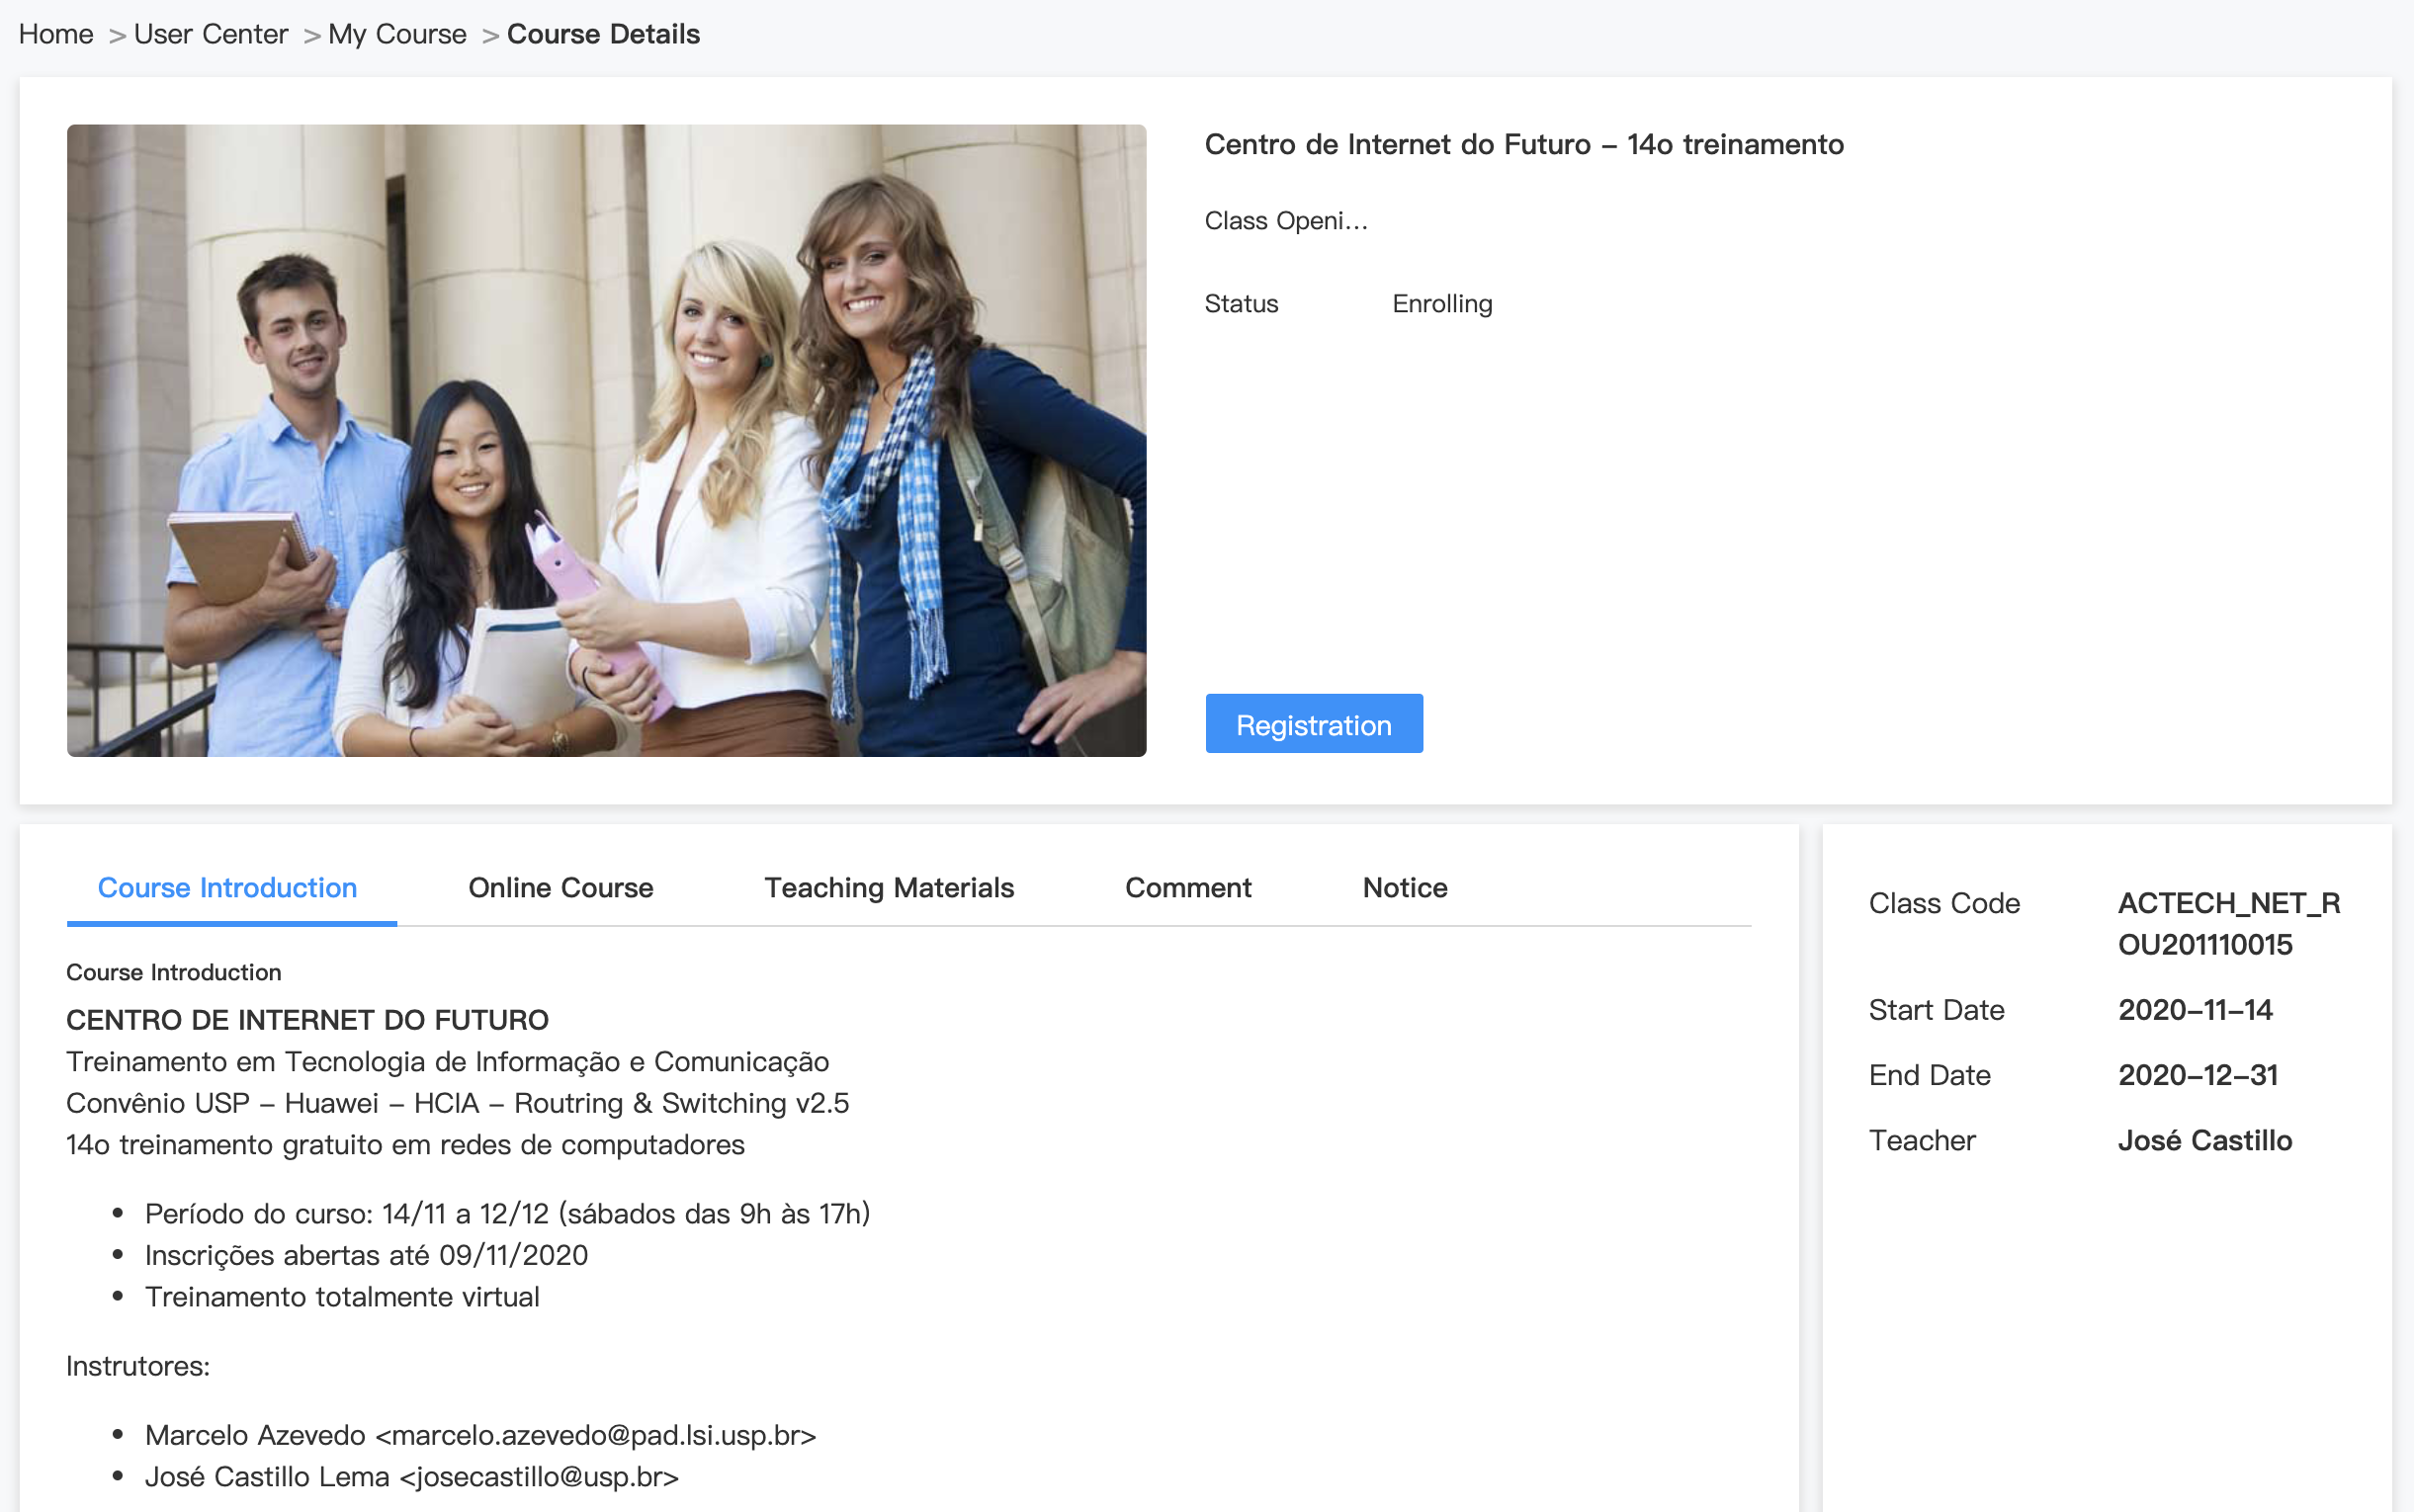 Home > User Center > My Course > Course Details
Centro de Internet do Futuro – 14o treinamento
Class Openi...
Status Enrolling
Registration
Course Introduction Online Course Teaching Materials Comment Notice
Course Introduction
CENTRO DE INTERNET DO FUTURO
Treinamento em Tecnologia de Informação e Comunicação
Convênio USP – Huawei – HCIA – Routring & Switching v2.5
14o treinamento gratuito em redes de computadores
• Período do curso: 14/11 a 12/12 (sábados das 9h às 17h)
• Inscrições abertas até 09/11/2020
• Treinamento totalmente virtual
Instrutores:
• Marcelo Azevedo <marcelo.azevedo@pad.lsi.usp.br>
• José Castillo Lema <josecastillo@usp.br>
Class Code ACTECH_NET_R
OU201110015
Start Date 2020–11–14
End Date 2020–12–31
Teacher José Castillo